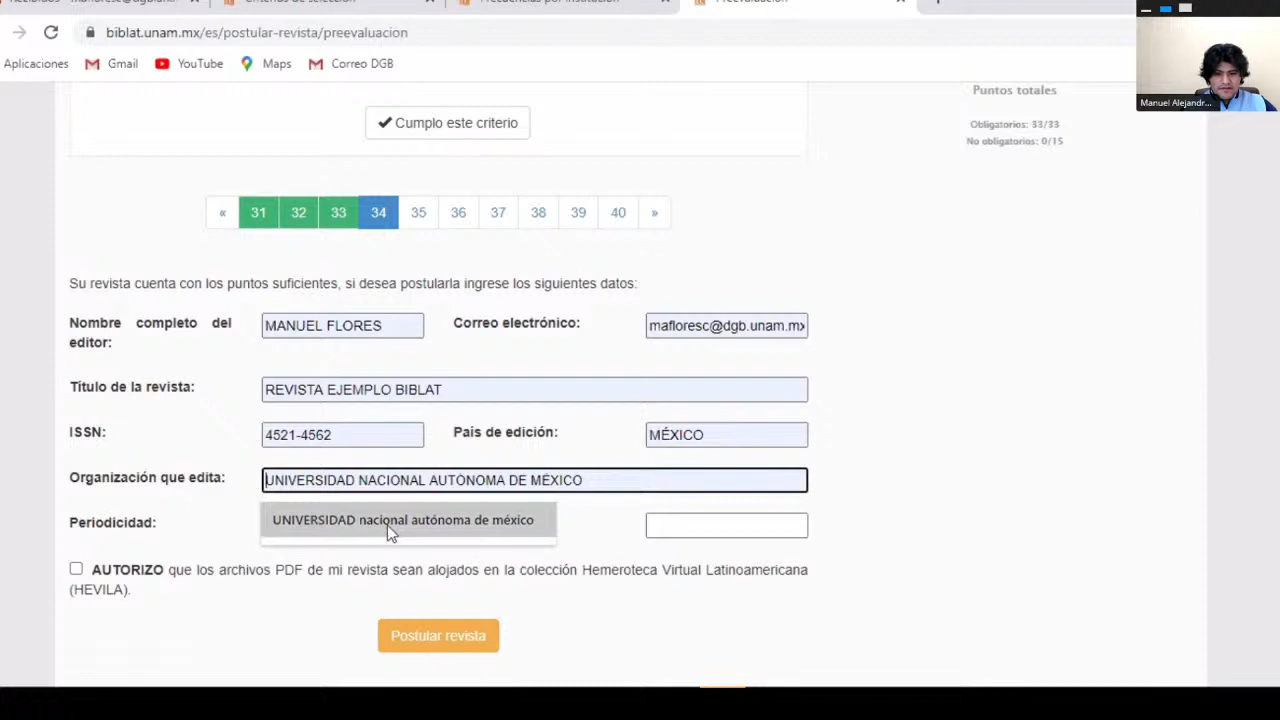 biblat.unam.mx/es/postular-revista/preevaluacion
Aplicaciones Gmail YouTube Maps Correo DGB
Manuel Alejandr...
Puntos totales
Obligatorios: 33/33
No obligatorios: 0/15
✔ Cumplo este criterio
« 31 32 33 34 35 36 37 38 39 40 »
Su revista cuenta con los puntos suficientes, si desea postularla ingrese los siguientes datos:
Nombre completo del editor: MANUEL FLORES Correo electrónico: mafloresc@dgb.unam.mx
Título de la revista: REVISTA EJEMPLO BIBLAT
ISSN: 4521-4562 País de edición: MÉXICO
Organización que edita: UNIVERSIDAD NACIONAL AUTÓNOMA DE MÉXICO
UNIVERSIDAD nacional autónoma de méxico
Periodicidad:
AUTORIZO que los archivos PDF de mi revista sean alojados en la colección Hemeroteca Virtual Latinoamericana
(HEVILA).
Postular revista